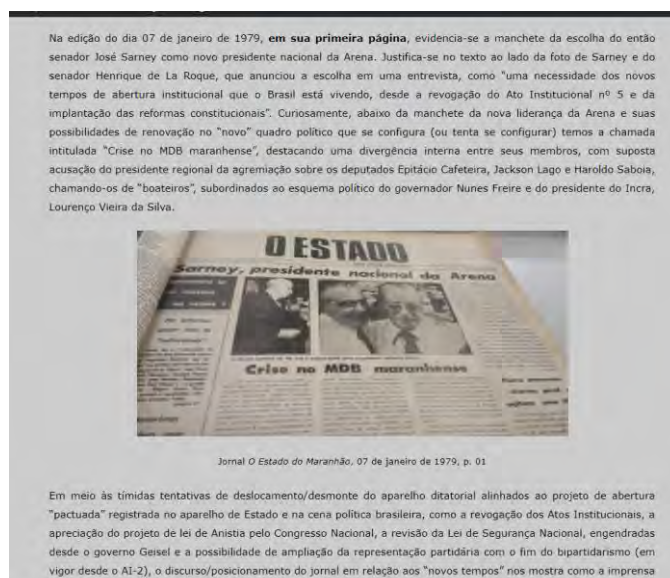 Na edição do dia 07 de janeiro de 1979, em sua primeira página, evidencia-se a manchete da escolha do então
senador José Sarney como novo presidente nacional da Arena. Justifica-se no texto ao lado da foto de Sarney e do
senador Henrique de La Roque, que anunciou a escolha em uma entrevista, como "uma necessidade dos novos
tempos de abertura institucional que o Brasil está vivendo, desde a revogação do Ato Institucional nº 5 e da
implantação das reformas constitucionais". Curiosamente, abaixo da manchete da nova liderança da Arena e suas
possibilidades de renovação no "novo" quadro político que se configura (ou tenta se configurar) temos a chamada
intitulada "Crise no MDB maranhense", destacando uma divergência interna entre seus membros, com suposta
acusação do presidente regional da agremiação sobre os deputados Epitácio Cafeteira, Jackson Lago e Haroldo Saboia,
chamando-os de "boateiros", subordinados ao esquema político do governador Nunes Freire e do presidente do Incra,
Lourenço Vieira da Silva.
O ESTADO
Sarney, presidente nacional da Arena
Crise no MDB maranhense
Jornal O Estado do Maranhão, 07 de janeiro de 1979, p. 01
Em meio às tímidas tentativas de deslocamento/desmonte do aparelho ditatorial alinhados ao projeto de abertura
"pactuada" registrada no aparelho de Estado e na cena política brasileira, como a revogação dos Atos Institucionais, a
apreciação do projeto de lei de Anistia pelo Congresso Nacional, a revisão da Lei de Segurança Nacional, engendradas
desde o governo Geisel e a possibilidade de ampliação da representação partidária com o fim do bipartidarismo (em
vigor desde o AI-2), o discurso/posicionamento do jornal em relação aos "novos tempos" nos mostra como a imprensa